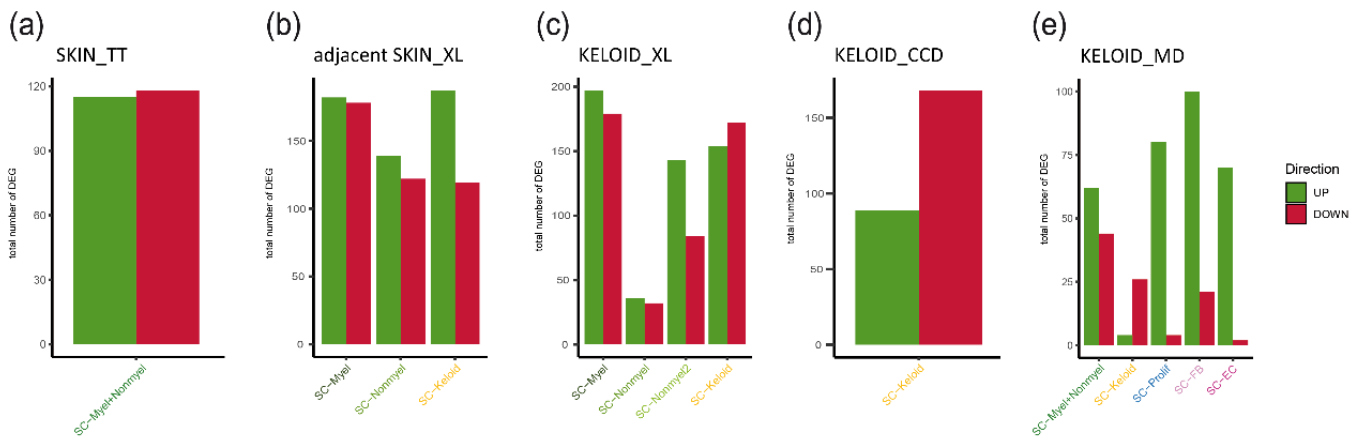 (a)
SKIN_TT
total number of DEG
120
90
60
30
0
SC-Myel+Nonmyel
(b)
adjacent SKIN_XL
total number of DEG
150
100
50
0
SC-Myel
SC-Nonmyel
SC-Keloid
(c)
KELOID_XL
total number of DEG
200
150
100
50
0
SC-Myel
SC-Nonmyel
SC-Nonmyel2
SC-Keloid
(d)
KELOID_CCD
total number of DEG
150
100
50
0
SC-Keloid
(e)
KELOID_MD
total number of DEG
100
75
50
25
0
SC-Myel+Nonmyel
SC-Keloid
SC-Prolif
SC-FB
SC-EC
Direction
UP
DOWN